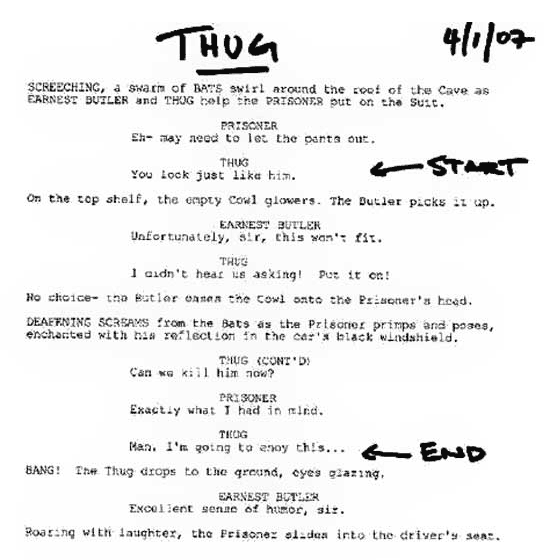 THUG
4/1/07
SCREECHING, a swarm of BATS swirl around the roof of the Cave as
EARNEST BUTLER and THUG help the PRISONER put on the Suit.
PRISONER
Eh- may need to let the pants out.
THUG
You look just like him.
START
On the top shelf, the empty Cowl glowers. The Butler picks it up.
EARNEST BUTLER
Unfortunately, sir, this won't fit.
THUG
I didn't hear us asking! Put it on!
No choice- the Butler eases the Cowl onto the Prisoner's head.
DEAFENING SCREAMS from the Bats as the Prisoner primps and poses,
enchanted with his reflection in the car's black windshield.
THUG (CONT'D)
Can we kill him now?
PRISONER
Exactly what I had in mind.
THUG
Man, I'm going to enoy this...
END
BANG! The Thug drops to the ground, eyes glazing.
EARNEST BUTLER
Excellent sense of humor, sir.
Roaring with laughter, the Prisoner slides into the driver's seat.